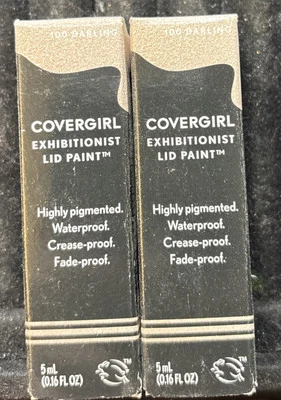 100 DARLING
COVERGIRL
EXHIBITIONIST
LID PAINT™
Highly pigmented.
Waterproof.
Crease-proof.
Fade-proof.
5 mL
(0.16 FL OZ)
100 DARLING
COVERGIRL
EXHIBITIONIST
LID PAINT™
Highly pigmented.
Waterproof.
Crease-proof.
Fade-proof.
5 mL
(0.16 FL OZ)